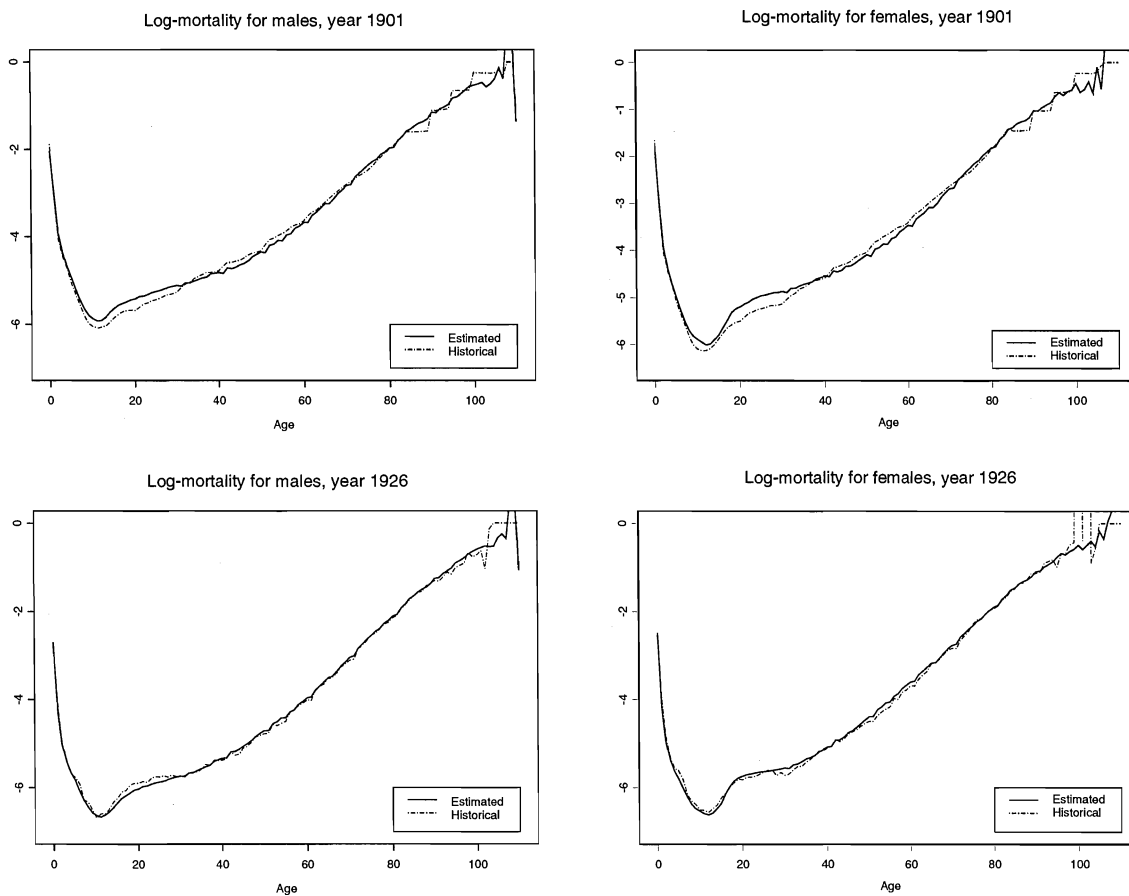 Log-mortality for males, year 1901
0
-2
-4
-6
Estimated
Historical
0 20 40 60 80 100
Age
Log-mortality for females, year 1901
0
-1
-2
-3
-4
-5
-6
Estimated
Historical
0 20 40 60 80 100
Age
Log-mortality for males, year 1926
0
-2
-4
-6
Estimated
Historical
0 20 40 60 80 100
Age
Log-mortality for females, year 1926
0
-2
-4
-6
Estimated
Historical
0 20 40 60 80 100
Age